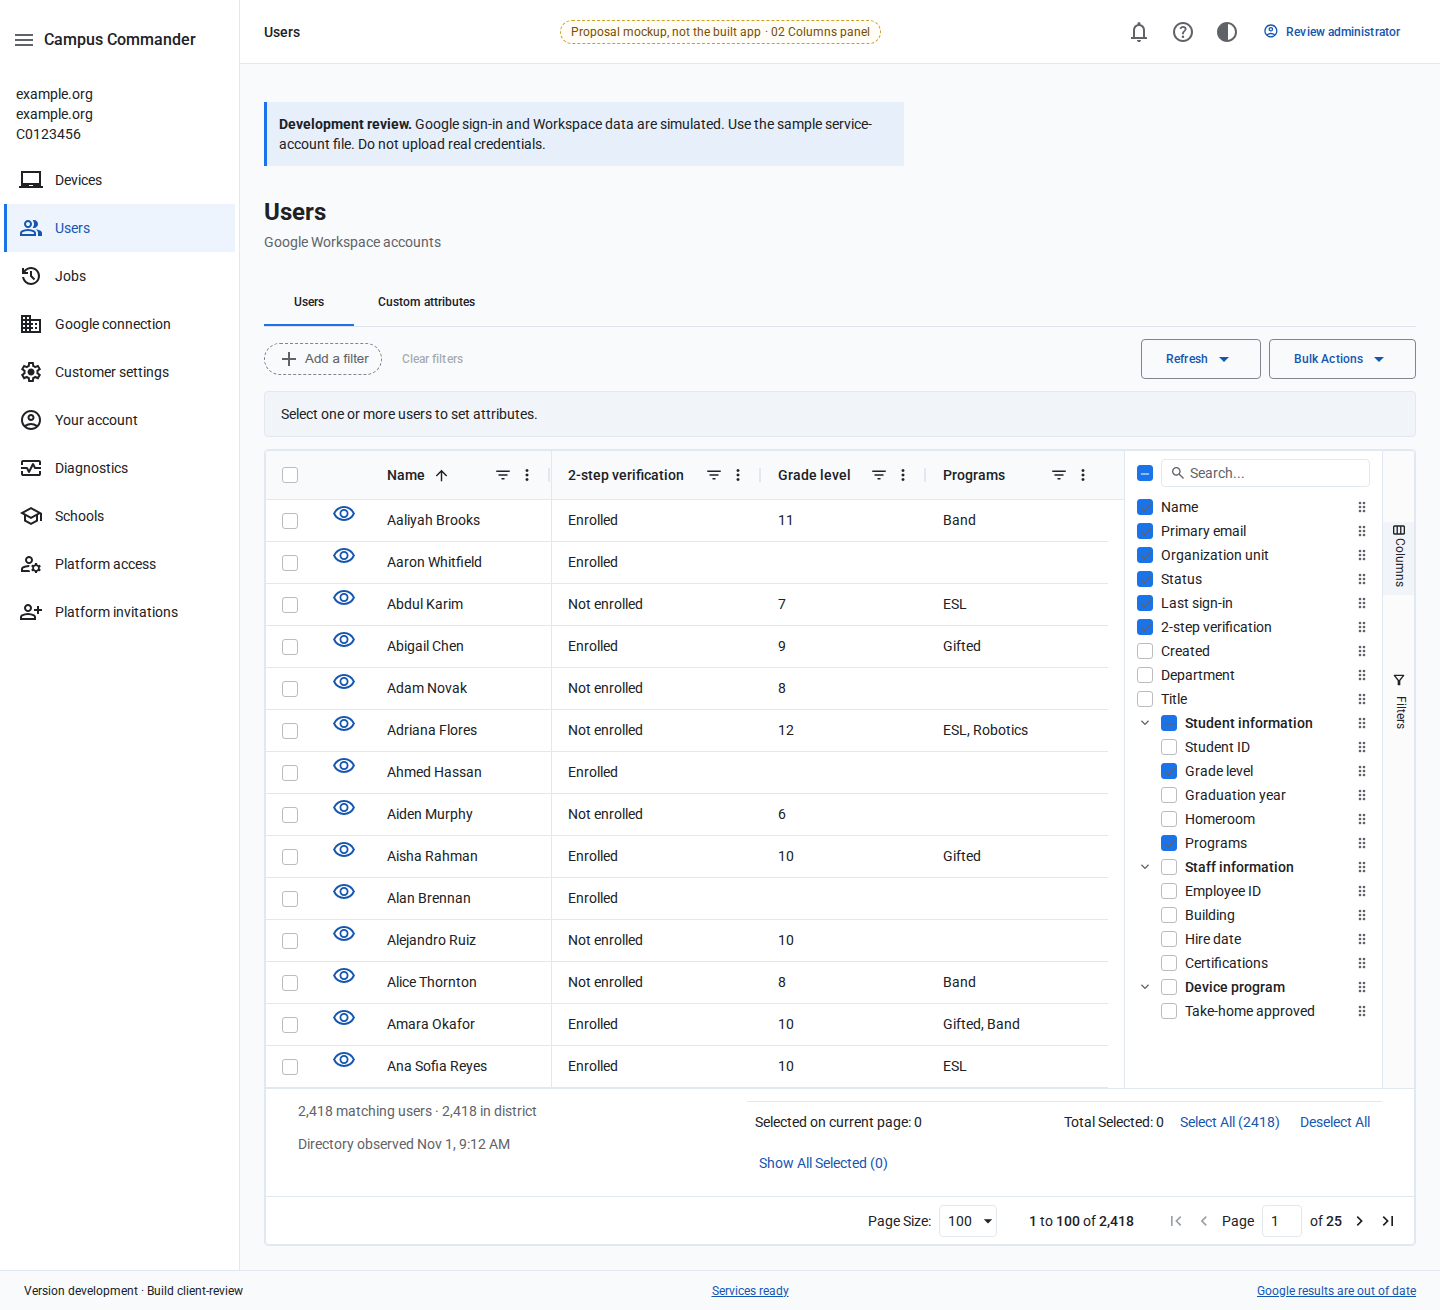 Campus Commander
Users
Proposal mockup, not the built app · 02 Columns panel
Review administrator
example.org
example.org
C0123456
Devices
Users
Jobs
Google connection
Customer settings
Your account
Diagnostics
Schools
Platform access
Platform invitations
Development review. Google sign-in and Workspace data are simulated. Use the sample service-
account file. Do not upload real credentials.
Users
Google Workspace accounts
Users
Custom attributes
Add a filter
Clear filters
Refresh
Bulk Actions
Select one or more users to set attributes.
Name 2-step verification Grade level Programs
Aaliyah Brooks Enrolled 11 Band
Aaron Whitfield Enrolled
Abdul Karim Not enrolled 7 ESL
Abigail Chen Enrolled 9 Gifted
Adam Novak Not enrolled 8
Adriana Flores Not enrolled 12 ESL, Robotics
Ahmed Hassan Enrolled
Aiden Murphy Not enrolled 6
Aisha Rahman Enrolled 10 Gifted
Alan Brennan Enrolled
Alejandro Ruiz Not enrolled 10
Alice Thornton Not enrolled 8 Band
Amara Okafor Enrolled 10 Gifted, Band
Ana Sofia Reyes Enrolled 10 ESL
Search...
Name
Primary email
Organization unit
Status
Last sign-in
2-step verification
Created
Department
Title
Student information
Student ID
Grade level
Graduation year
Homeroom
Programs
Staff information
Employee ID
Building
Hire date
Certifications
Device program
Take-home approved
Columns
Filters
2,418 matching users · 2,418 in district
Directory observed Nov 1, 9:12 AM
Selected on current page: 0
Total Selected: 0 Select All (2418) Deselect All
Show All Selected (0)
Page Size: 100 1 to 100 of 2,418 Page 1 of 25
Version development · Build client-review
Services ready
Google results are out of date